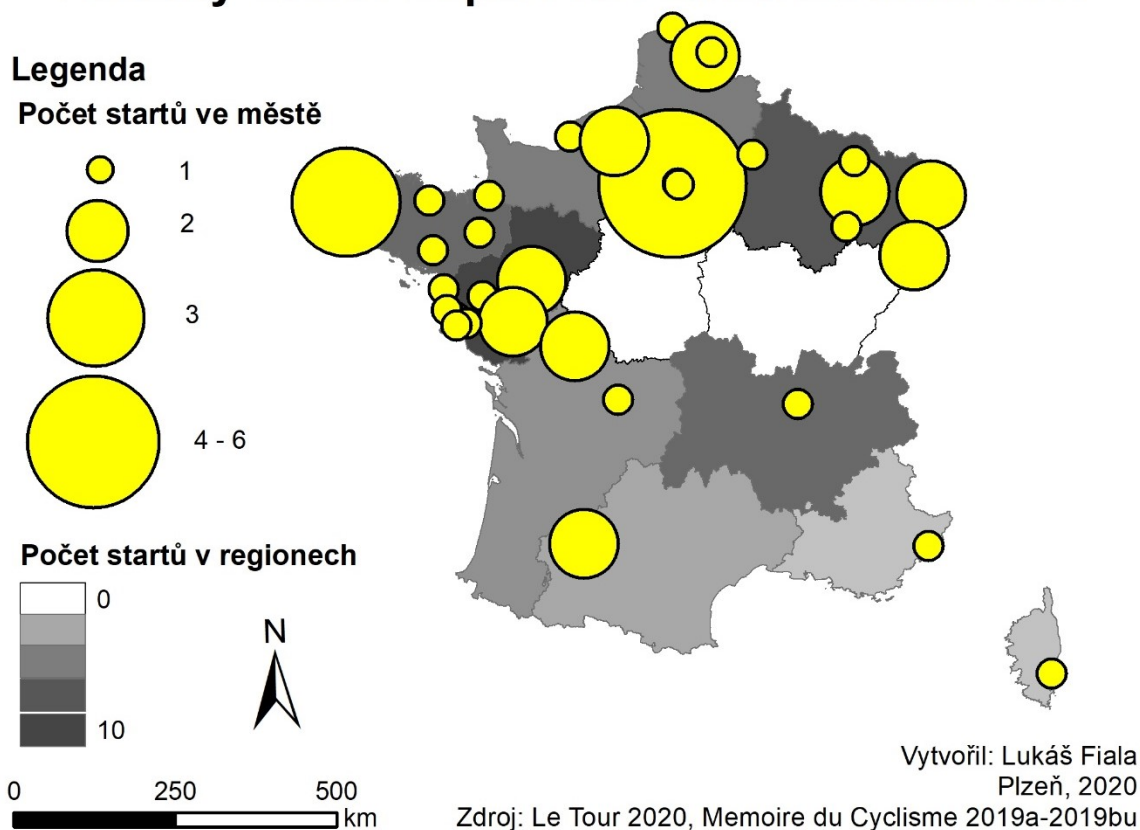 Legenda
Počet startů ve městě
1
2
3
4 - 6
Počet startů v regionech
0
10
N
0 250 500
km
Vytvořil: Lukáš Fiala
Plzeň, 2020
Zdroj: Le Tour 2020, Memoire du Cyclisme 2019a-2019bu